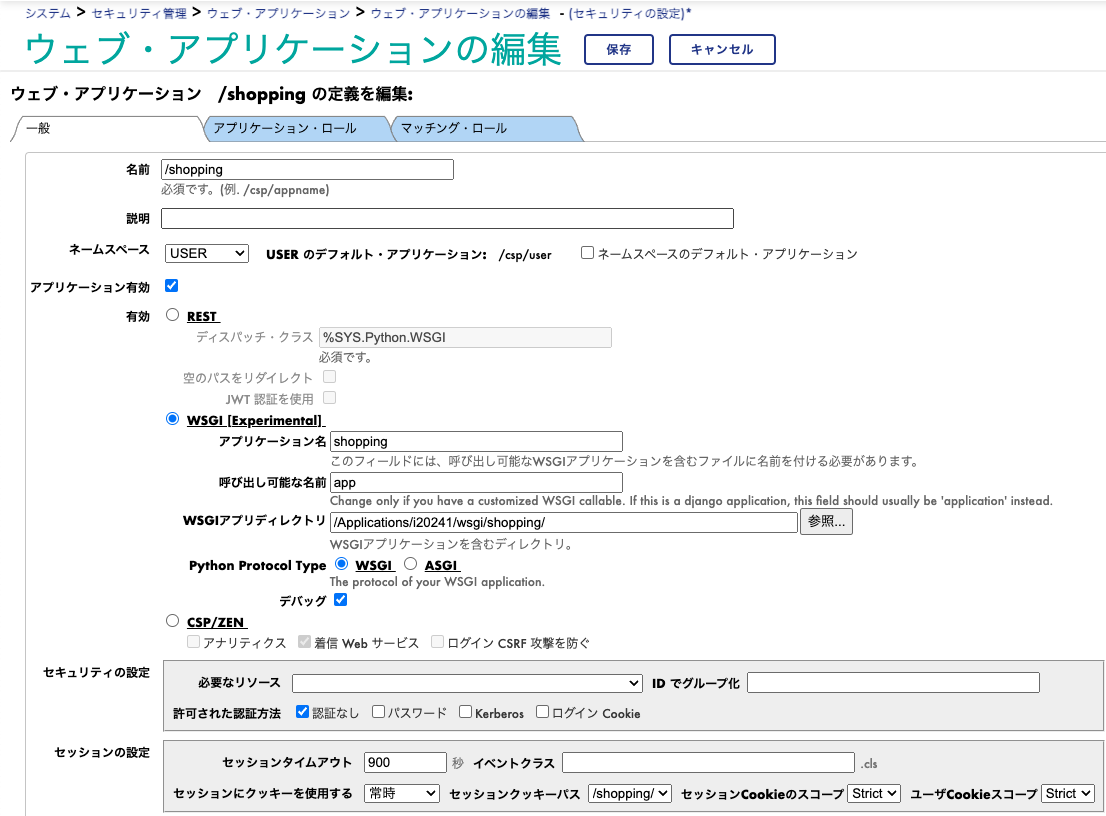 システム > セキュリティ管理 > ウェブ・アプリケーション > ウェブ・アプリケーションの編集 - (セキュリティの設定)*
ウェブ・アプリケーションの編集 保存 キャンセル
ウェブ・アプリケーション /shopping の定義を編集:
一般 アプリケーション・ロール マッチング・ロール
名前 /shopping
必須です。(例. /csp/appname)
説明
ネームスペース USER USER のデフォルト・アプリケーション: /csp/user ネームスペースのデフォルト・アプリケーション
アプリケーション有効
有効 REST
ディスパッチ・クラス %SYS.Python.WSGI
必須です。
空のパスをリダイレクト
JWT 認証を使用
WSGI [Experimental]
アプリケーション名 shopping
このフィールドには、呼び出し可能なWSGIアプリケーションを含むファイルに名前を付ける必要があります。
呼び出し可能な名前 app
Change only if you have a customized WSGI callable. If this is a django application, this field should usually be 'application' instead.
WSGIアプリディレクトリ /Applications/i20241/wsgi/shopping/ 参照...
WSGIアプリケーションを含むディレクトリ。
Python Protocol Type WSGI ASGI
The protocol of your WSGI application.
デバッグ
CSP/ZEN
アナリティクス 着信 Web サービス ログイン CSRF 攻撃を防ぐ
セキュリティの設定 必要なリソース ID でグループ化
許可された認証方法 認証なし パスワード Kerberos ログイン Cookie
セッションの設定 セッションタイムアウト 900 秒 イベントクラス .cls
セッションにクッキーを使用する 常時 セッションクッキーパス /shopping/ セッションCookieのスコープ Strict ユーザCookieスコープ Strict